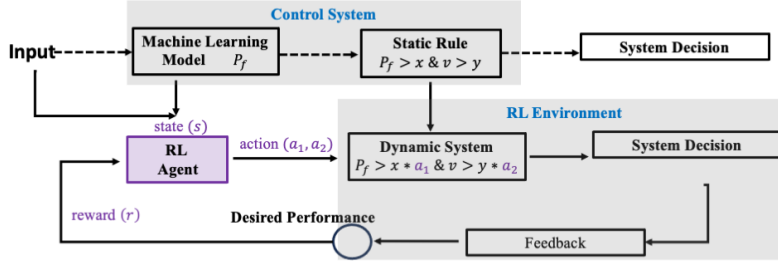 Control System
Input
Machine Learning
Model P_f
Static Rule
P_f > x & v > y
System Decision
state (s)
RL Environment
RL
Agent
action (a_1, a_2)
Dynamic System
P_f > x * a_1 & v > y * a_2
System Decision
reward (r)
Desired Performance
Feedback